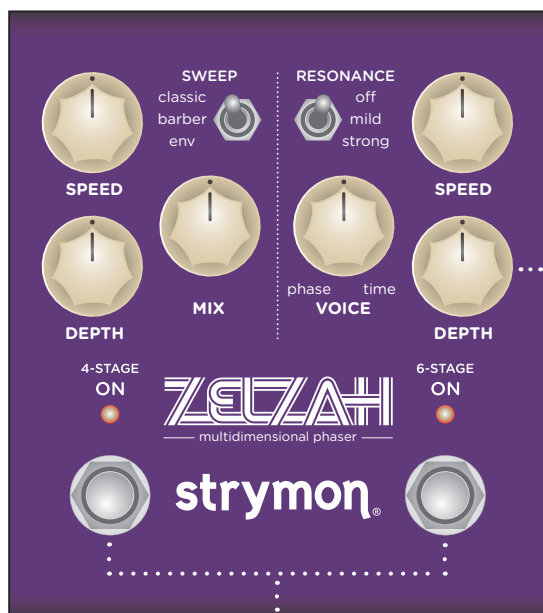 SWEEP
classic
barber
env
RESONANCE
off
mild
strong
SPEED
SPEED
MIX
phase time
VOICE
DEPTH
DEPTH
4-STAGE
ON
6-STAGE
ON
ZELZAH
multidimensional phaser
strymon®